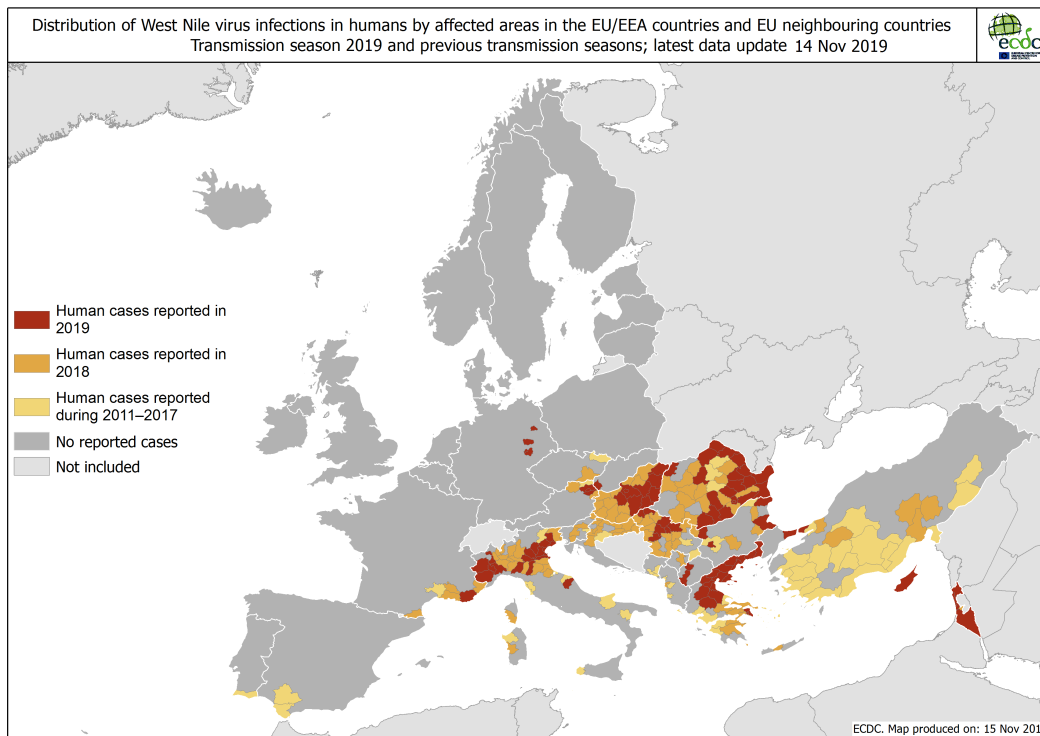 Distribution of West Nile virus infections in humans by affected areas in the EU/EEA countries and EU neighbouring countries
Transmission season 2019 and previous transmission seasons; latest data update 14 Nov 2019
ecdc
Human cases reported in
2019
Human cases reported in
2018
Human cases reported
during 2011–2017
No reported cases
Not included
ECDC. Map produced on: 15 Nov 201